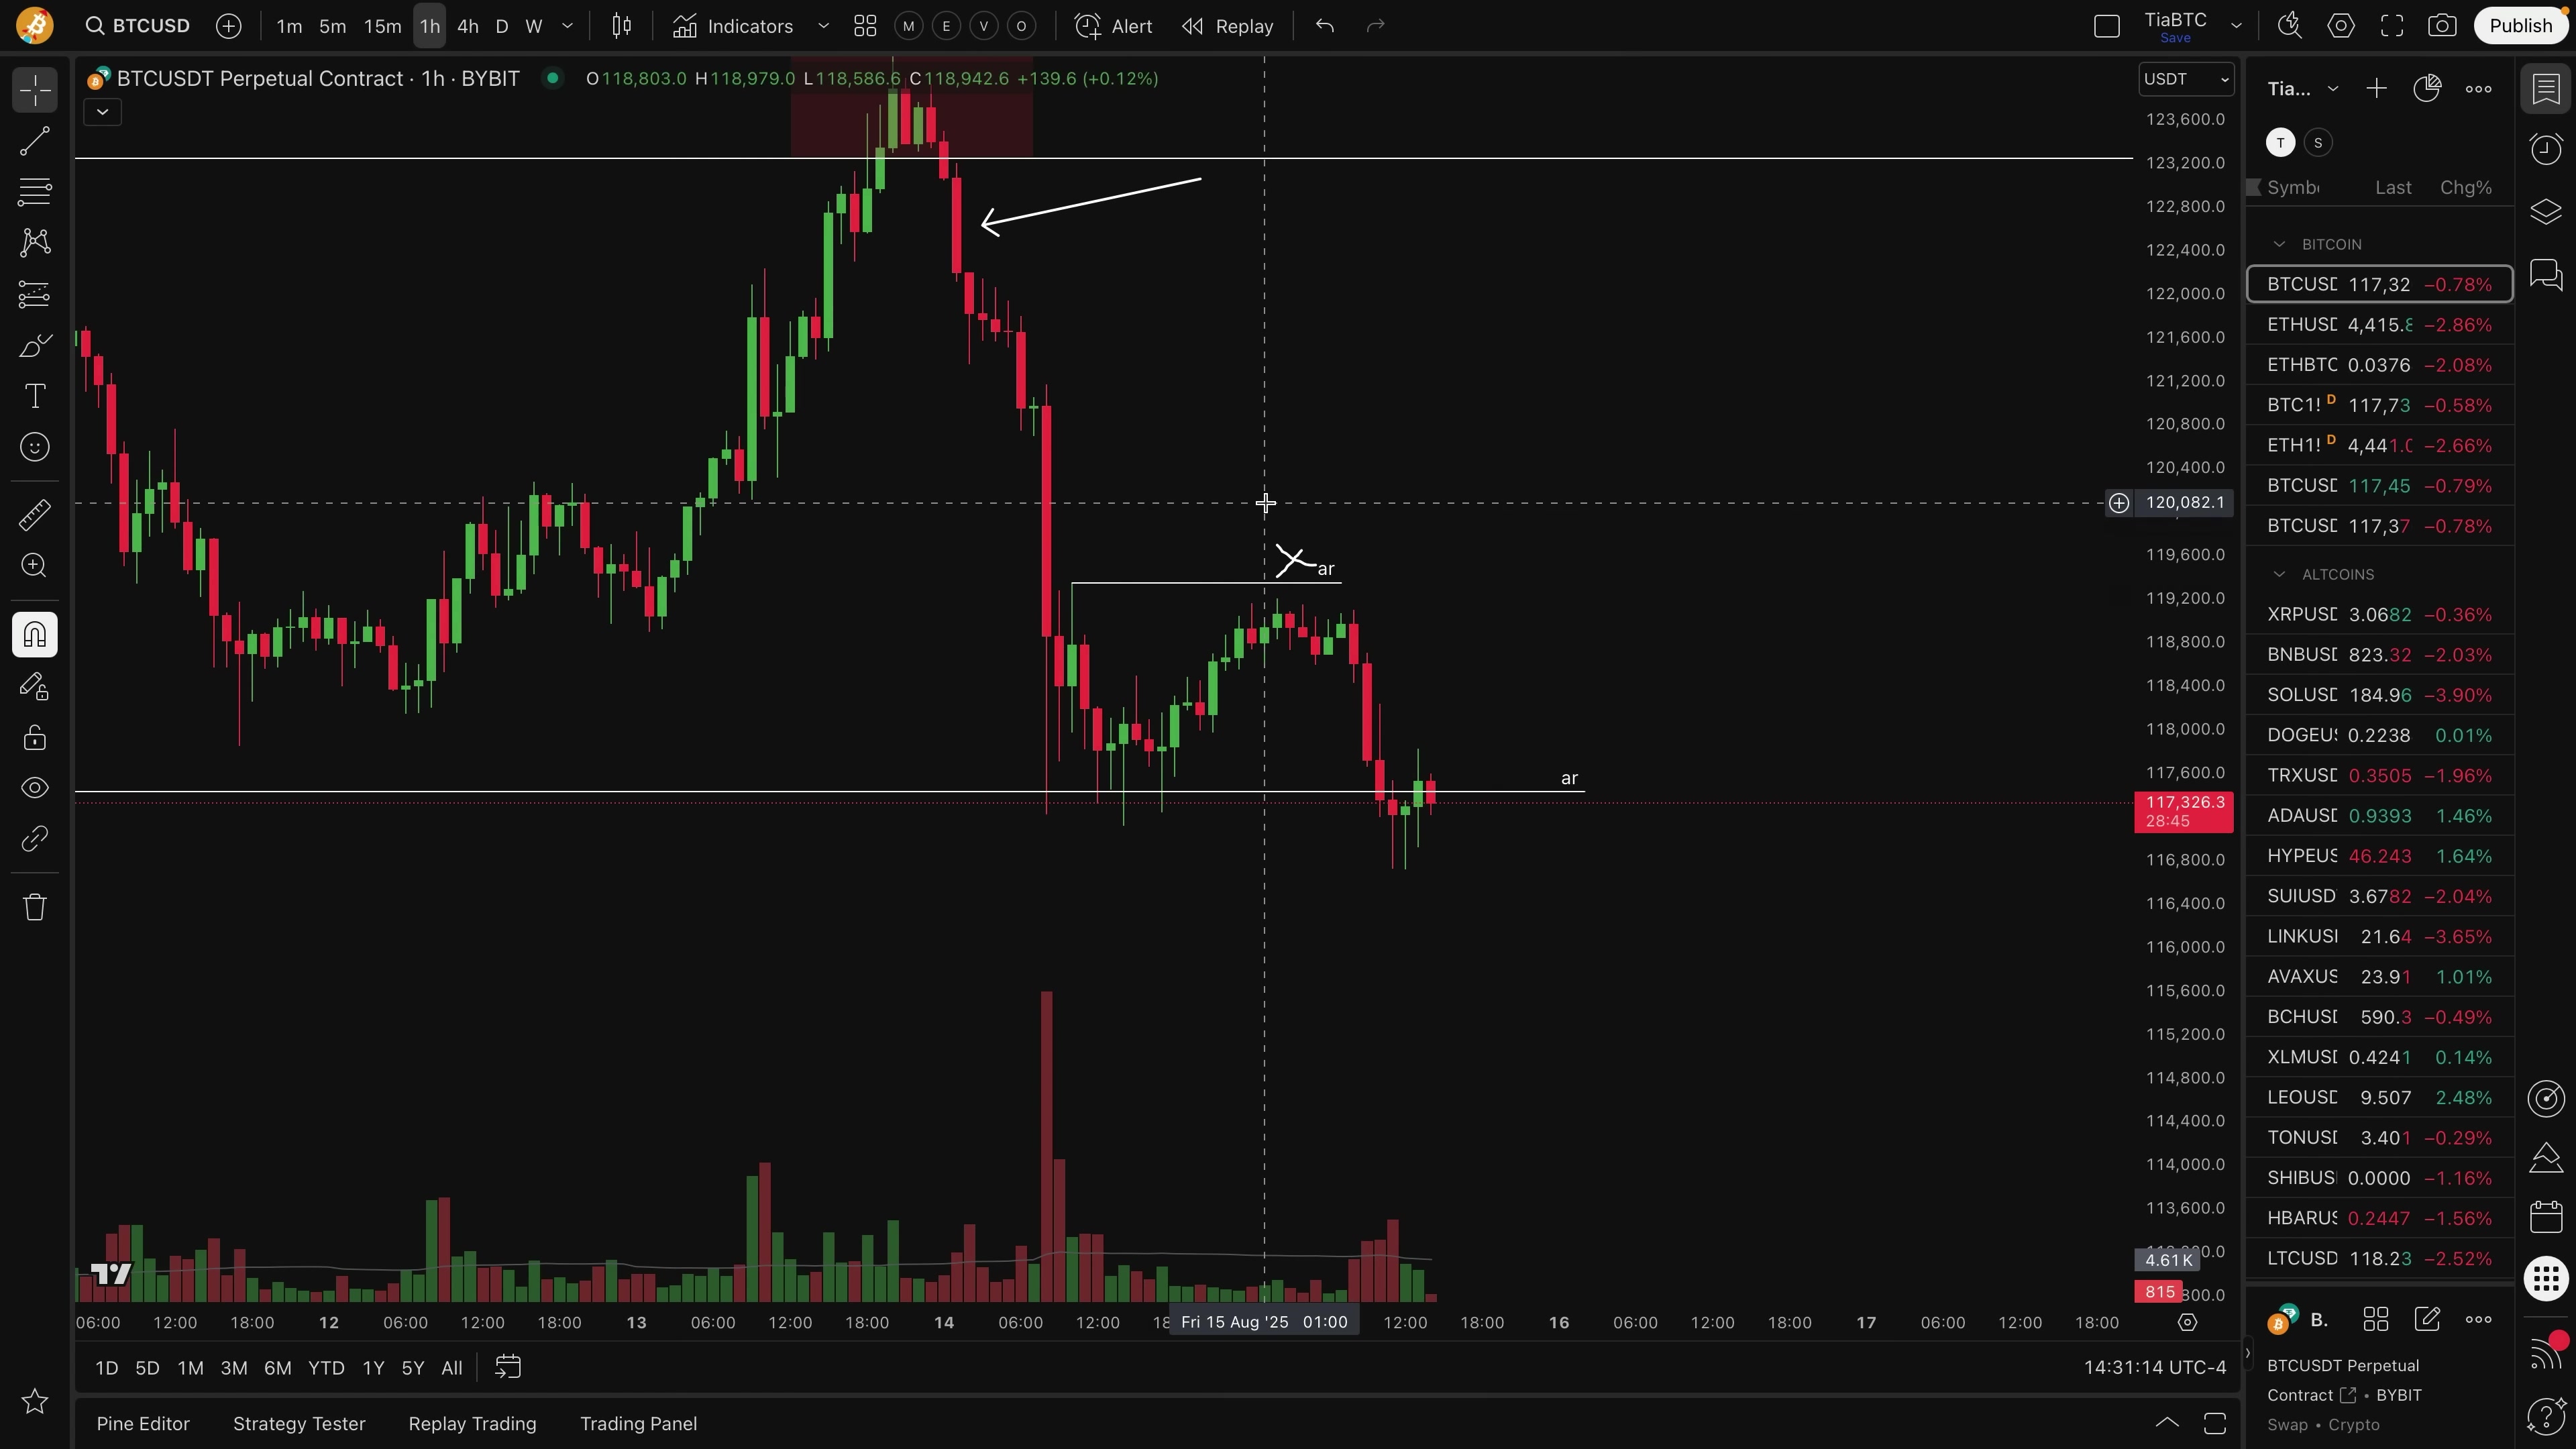 BTCUSD 1m 5m 15m 1h 4h D W Indicators M E V O Alert Replay TiaBTC Save Publish
BTCUSDT Perpetual Contract · 1h · BYBIT O118,803.0 H118,979.0 L118,586.6 C118,942.6 +139.6 (+0.12%)
USDT
123,600.0
123,200.0
122,800.0
122,400.0
122,000.0
121,600.0
121,200.0
120,800.0
120,400.0
120,082.1
119,600.0
119,200.0
118,800.0
118,400.0
118,000.0
117,600.0
117,326.3
28:45
116,800.0
116,400.0
116,000.0
115,600.0
115,200.0
114,800.0
114,400.0
114,000.0
113,600.0
4.61K
815
ar
ar
06:00 12:00 18:00 12 06:00 12:00 18:00 13 06:00 12:00 18:00 14 06:00 12:00 Fri 15 Aug '25 01:00 12:00 18:00 16 06:00 12:00 18:00 17 06:00 12:00 18:00
1D 5D 1M 3M 6M YTD 1Y 5Y All 14:31:14 UTC-4
Pine Editor Strategy Tester Replay Trading Trading Panel
Tia...
T S
Symb Last Chg%
BITCOIN
BTCUSD 117,32 −0.78%
ETHUSD 4,415.8 −2.86%
ETHBTC 0.0376 −2.08%
BTC1! D 117,73 −0.58%
ETH1! D 4,441.0 −2.66%
BTCUSD 117,45 −0.79%
BTCUSD 117,37 −0.78%
ALTCOINS
XRPUSD 3.0682 −0.36%
BNBUSD 823.32 −2.03%
SOLUSD 184.96 −3.90%
DOGEUS 0.2238 0.01%
TRXUSD 0.3505 −1.96%
ADAUSD 0.9393 1.46%
HYPEUS 46.243 1.64%
SUIUSD 3.6782 −2.04%
LINKUSD 21.64 −3.65%
AVAXUS 23.91 1.01%
BCHUSD 590.3 −0.49%
XLMUSD 0.4241 0.14%
LEOUSD 9.507 2.48%
TONUSD 3.401 −0.29%
SHIBUS 0.0000 −1.16%
HBARUS 0.2447 −1.56%
LTCUSD 118.23 −2.52%
B.
BTCUSDT Perpetual
Contract • BYBIT
Swap • Crypto